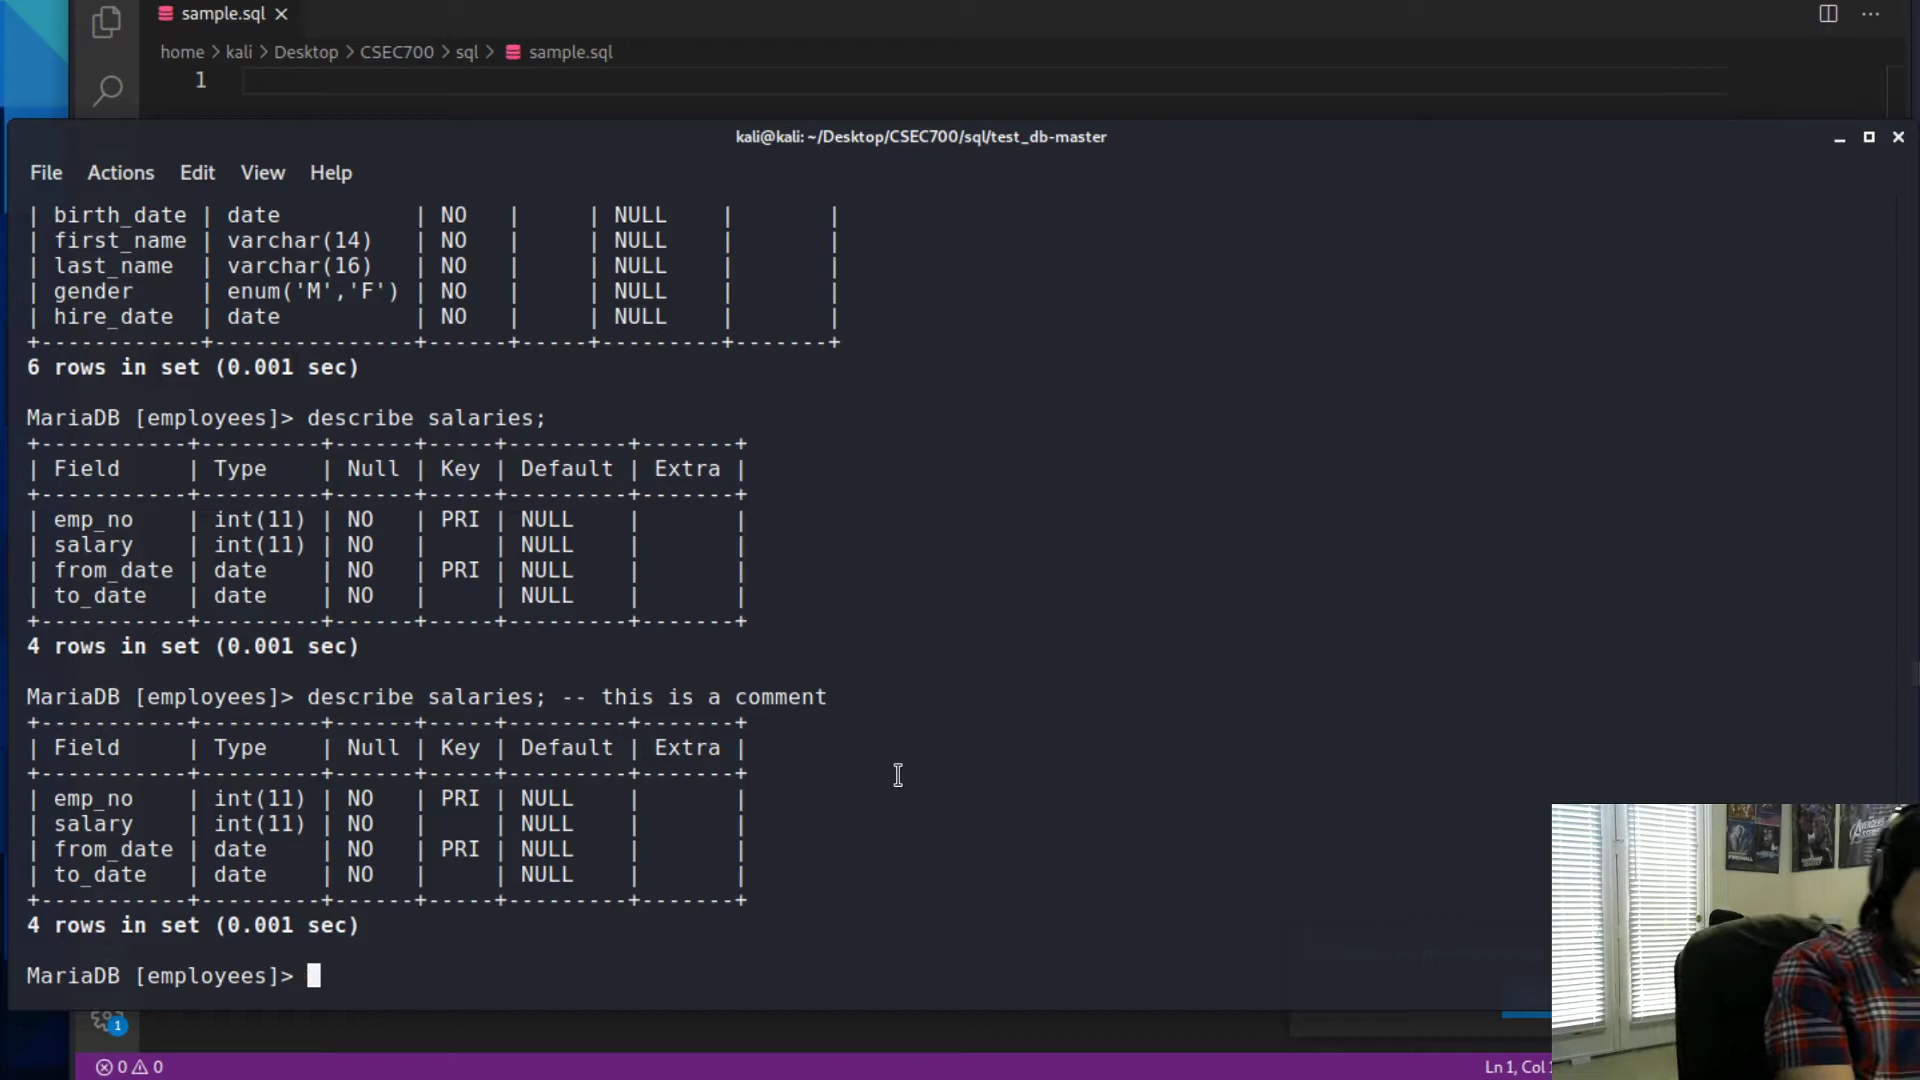 sample.sql
home > kali > Desktop > CSEC700 > sql > sample.sql
1
kali@kali: ~/Desktop/CSEC700/sql/test_db-master
File Actions Edit View Help
| birth_date | date          | NO   |     | NULL    |       |
| first_name | varchar(14)   | NO   |     | NULL    |       |
| last_name  | varchar(16)   | NO   |     | NULL    |       |
| gender     | enum('M','F') | NO   |     | NULL    |       |
| hire_date  | date          | NO   |     | NULL    |       |
+------------+---------------+------+-----+---------+-------+
6 rows in set (0.001 sec)
MariaDB [employees]> describe salaries;
+-----------+---------+------+-----+---------+-------+
| Field     | Type    | Null | Key | Default | Extra |
+-----------+---------+------+-----+---------+-------+
| emp_no    | int(11) | NO   | PRI | NULL    |       |
| salary    | int(11) | NO   |     | NULL    |       |
| from_date | date    | NO   | PRI | NULL    |       |
| to_date   | date    | NO   |     | NULL    |       |
+-----------+---------+------+-----+---------+-------+
4 rows in set (0.001 sec)
MariaDB [employees]> describe salaries; -- this is a comment
+-----------+---------+------+-----+---------+-------+
| Field     | Type    | Null | Key | Default | Extra |
+-----------+---------+------+-----+---------+-------+
| emp_no    | int(11) | NO   | PRI | NULL    |       |
| salary    | int(11) | NO   |     | NULL    |       |
| from_date | date    | NO   | PRI | NULL    |       |
| to_date   | date    | NO   |     | NULL    |       |
+-----------+---------+------+-----+---------+-------+
4 rows in set (0.001 sec)
MariaDB [employees]>
1
0 0
Ln 1, Col
AVENGERS